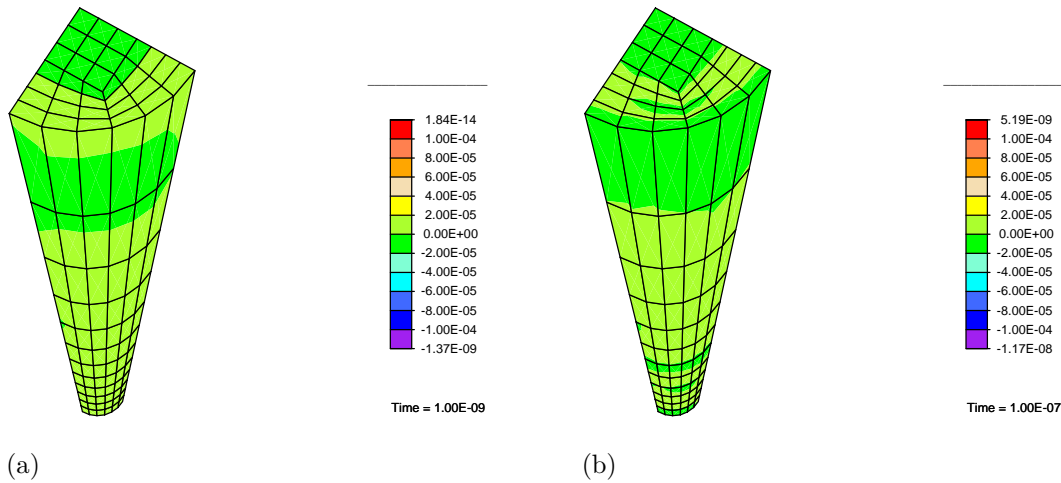 1.84E-14
1.00E-04
8.00E-05
6.00E-05
4.00E-05
2.00E-05
0.00E+00
-2.00E-05
-4.00E-05
-6.00E-05
-8.00E-05
-1.00E-04
-1.37E-09
Time = 1.00E-09
(a)
5.19E-09
1.00E-04
8.00E-05
6.00E-05
4.00E-05
2.00E-05
0.00E+00
-2.00E-05
-4.00E-05
-6.00E-05
-8.00E-05
-1.00E-04
-1.17E-08
Time = 1.00E-07
(b)